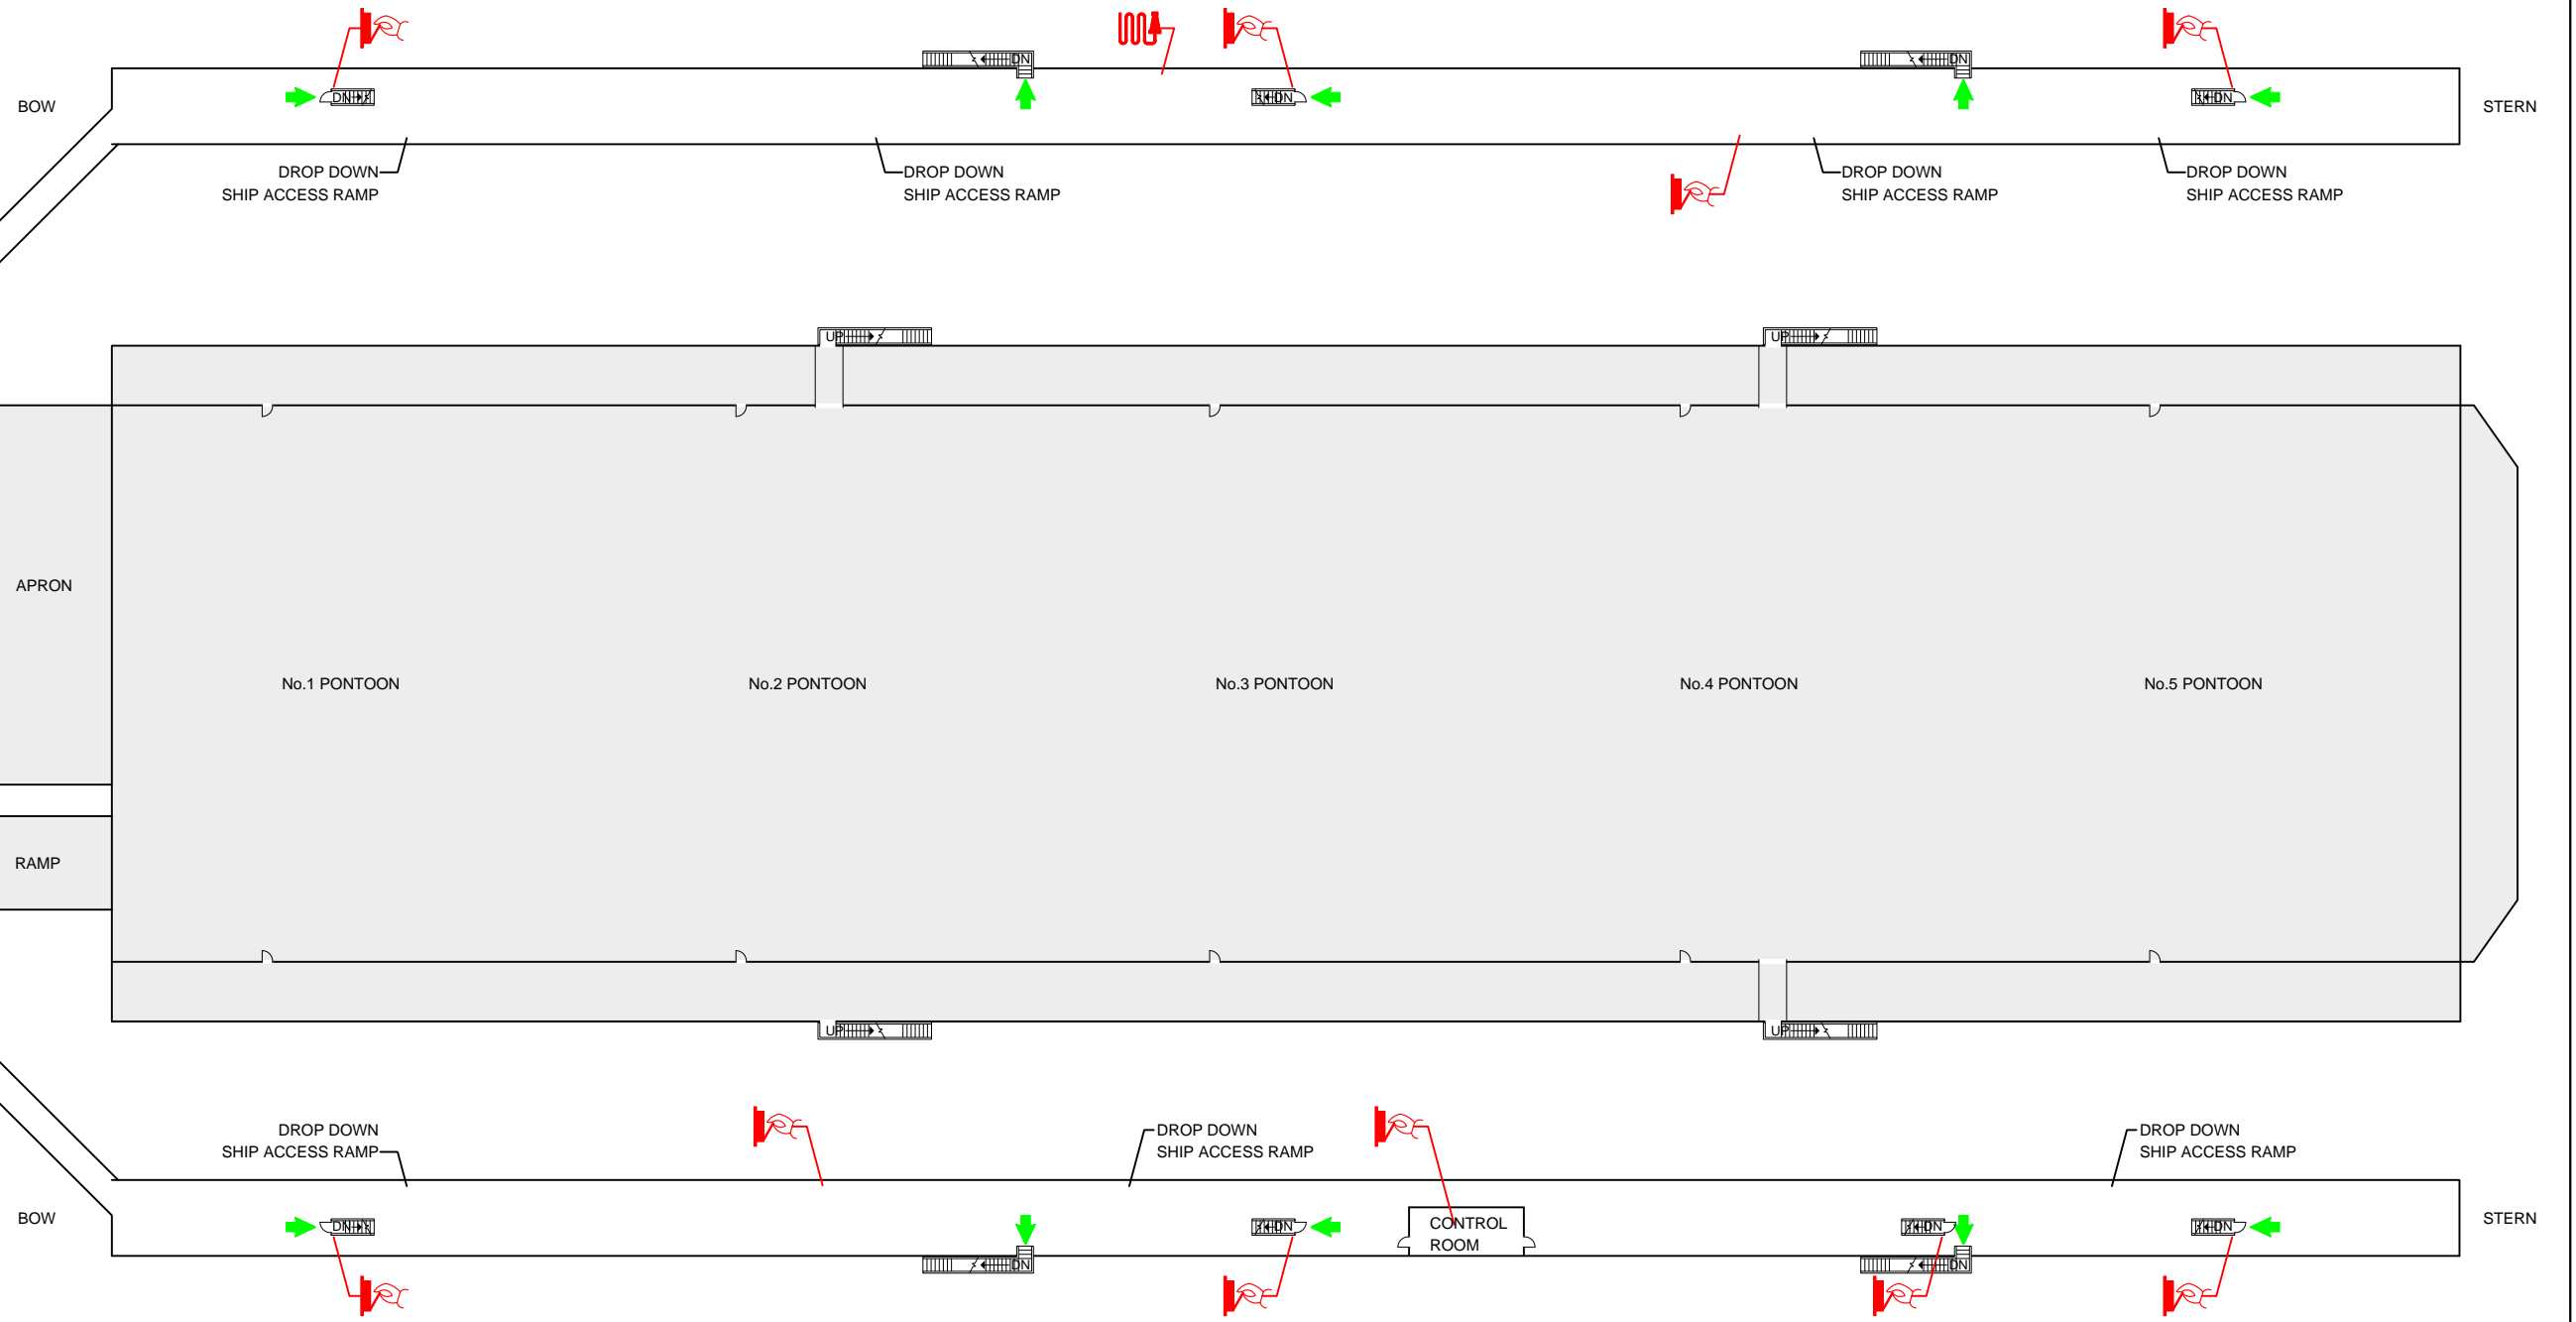 DN
DN
BOW
DN
DN
DN
STERN
DROP DOWN
SHIP ACCESS RAMP
DROP DOWN
SHIP ACCESS RAMP
DROP DOWN
SHIP ACCESS RAMP
DROP DOWN
SHIP ACCESS RAMP
UP
UP
APRON
No.1 PONTOON
No.2 PONTOON
No.3 PONTOON
No.4 PONTOON
No.5 PONTOON
RAMP
UP
UP
DROP DOWN
SHIP ACCESS RAMP
DROP DOWN
SHIP ACCESS RAMP
DROP DOWN
SHIP ACCESS RAMP
BOW
DN
DN
CONTROL
ROOM
DN
DN
STERN
DN
DN